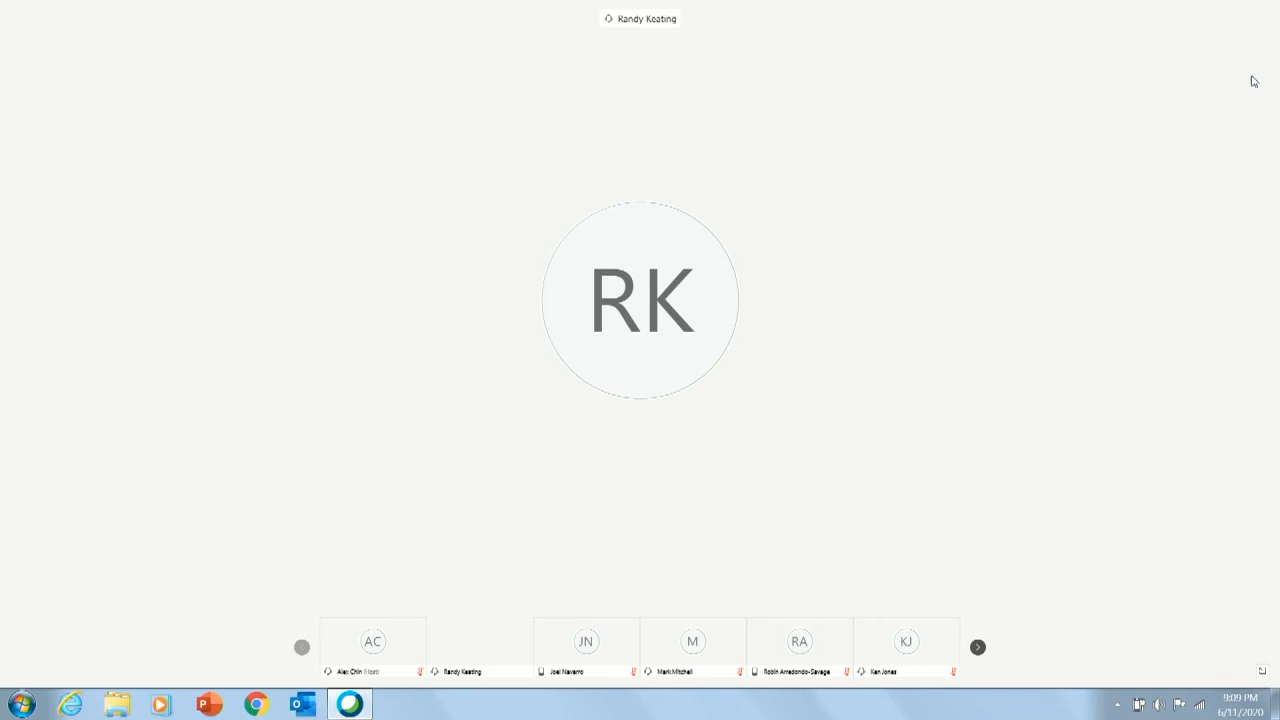 Randy Keating
RK
AC
JN
M
RA
KJ
Alex Chin (Host)
Randy Keating
Joel Navarro
Mark Mitchell
Robin Arredondo-Savage
Ken Jones
9:09 PM
6/11/2020